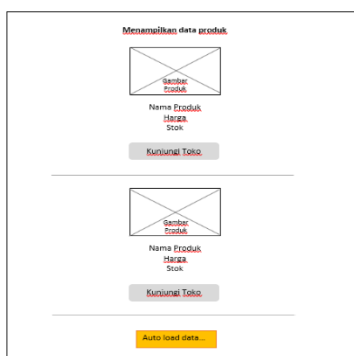 Menampilkan data produk
Gambar
Produk
Nama Produk
Harga
Stok
Kunjungi Toko
Gambar
Produk
Nama Produk
Harga
Stok
Kunjungi Toko
Auto load data...